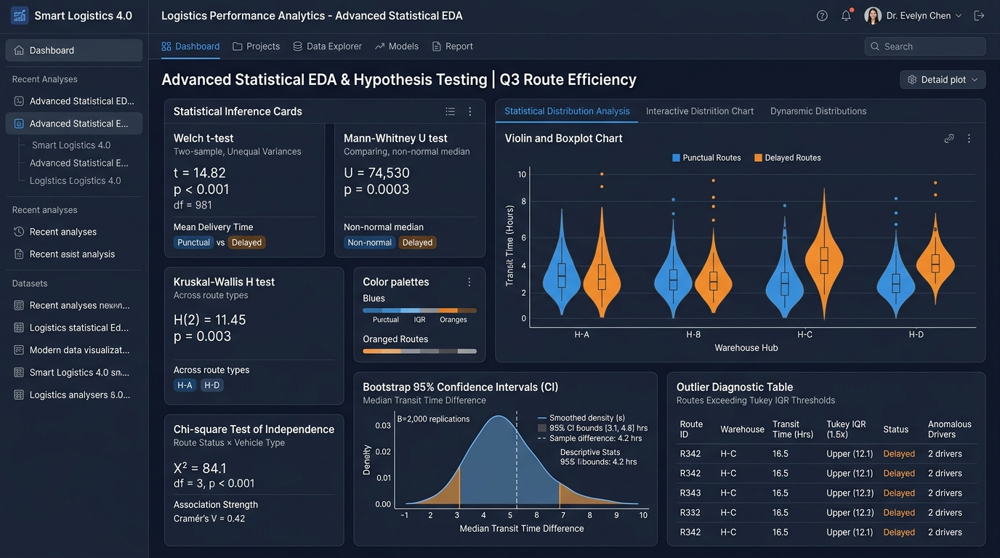 Smart Logistics 4.0
Logistics Performance Analytics - Advanced Statistical EDA
Dr. Evelyn Chen
Dashboard
Recent Analyses
Advanced Statistical ED...
Advanced Statistical E...
Smart Logistics 4.0
Advanced Statistical E...
Logistics Logistics 4.0
Recent analyses
Recent analyses
Recent asist analysis
Datasets
Recent analyses
Logistics statistical Ed...
Modern data visualizat...
Smart Logistics 4.0 sn...
Logistics analysers
Dashboard
Projects
Data Explorer
Models
Report
Search
Advanced Statistical EDA & Hypothesis Testing | Q3 Route Efficiency
Detaid plot
Statistical Inference Cards
Welch t-test
Two-sample, Unequal Variances
t = 14.82
p < 0.001
df = 981
Mean Delivery Time
Punctual vs Delayed
Mann-Whitney U test
Comparing, non-normal median
U = 74,530
p = 0.0003
Non-normal median
Non-normal Delayed
Kruskal-Wallis H test
Across route types
H(2) = 11.45
p = 0.003
Across route types
H-A H-D
Color palettes
Blues
Purctual IQR Oranges
Oranged Routes
Chi-square Test of Independence
Route Status × Vehicle Type
X² = 84.1
df = 3, p < 0.001
Association Strength
Cramér's V = 0.42
Statistical Distribution Analysis
Interactive Distriition Chart
Dynarsmic Distributions
Violin and Boxplot Chart
Punctual Routes
Delayed Routes
Transit Time (Hours)
10
8
6
4
2
0
H-A H-B H-C H-D
Warehouse Hub
Bootstrap 95% Confidence Intervals (CI)
Median Transit Time Difference
B=2,000 replications
Smoothed density (s)
95% CI bounds [3.1, 4.8] hrs
Sample difference: 4.2 hrs
Descriptive Stats
95% : 4.2 hrs
Density
0.03
0.02
0.01
0.00
-1 2 3 4 5 6 7 8 9 10
Median Transit Time Difference
Outlier Diagnostic Table
Routes Exceeding Tukey IQR Thresholds
Route ID Warehouse Transit Time (Hrs) Tukey IQR (1.5x) Status Anomalous Drivers
R342 H-C 16.5 Upper (12.1) Delayed 2 drivers
R342 H-C 16.5 Upper (12.1) Delayed 2 drivers
R343 H-C 16.5 Upper Delayed 2 drivers
R332 H-C 16.5 Upper Delayed 2 drivers
R342 H-C 16.5 Upper (12.1) Delayed 2 drivers